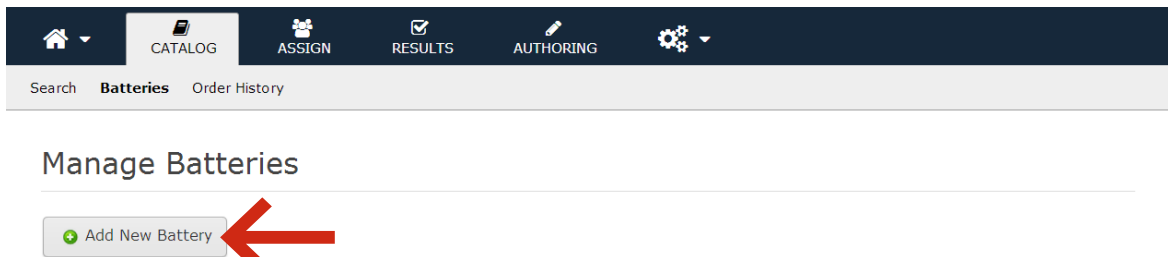 CATALOG ASSIGN RESULTS AUTHORING
Search Batteries Order History
Manage Batteries
Add New Battery